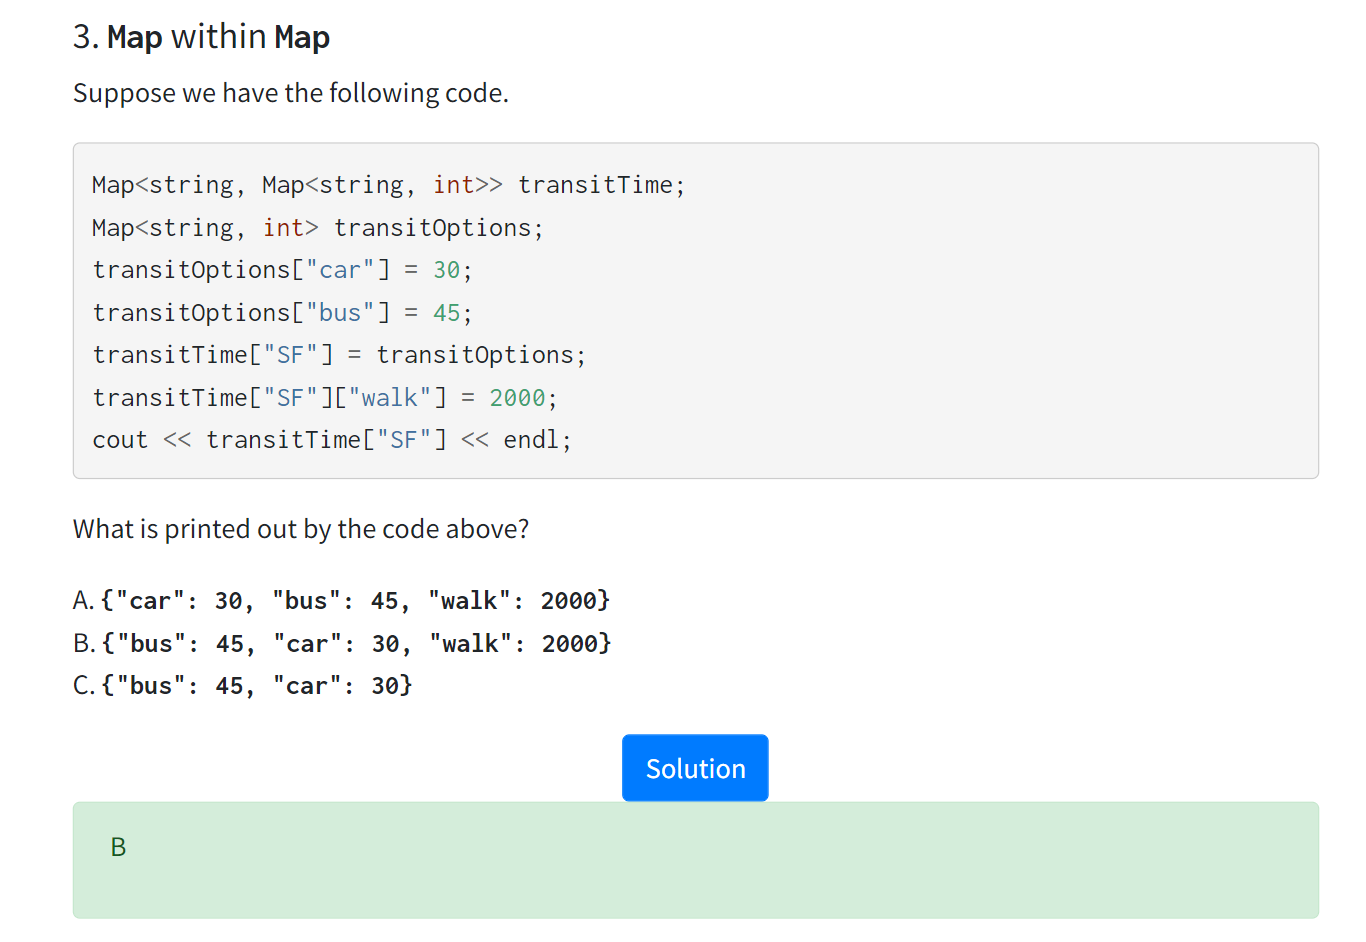 3. Map within Map
Suppose we have the following code.
Map<string, Map<string, int>> transitTime;
Map<string, int> transitOptions;
transitOptions["car"] = 30;
transitOptions["bus"] = 45;
transitTime["SF"] = transitOptions;
transitTime["SF"]["walk"] = 2000;
cout << transitTime["SF"] << endl;
What is printed out by the code above?
A. {"car": 30, "bus": 45, "walk": 2000}
B. {"bus": 45, "car": 30, "walk": 2000}
C. {"bus": 45, "car": 30}
Solution
B